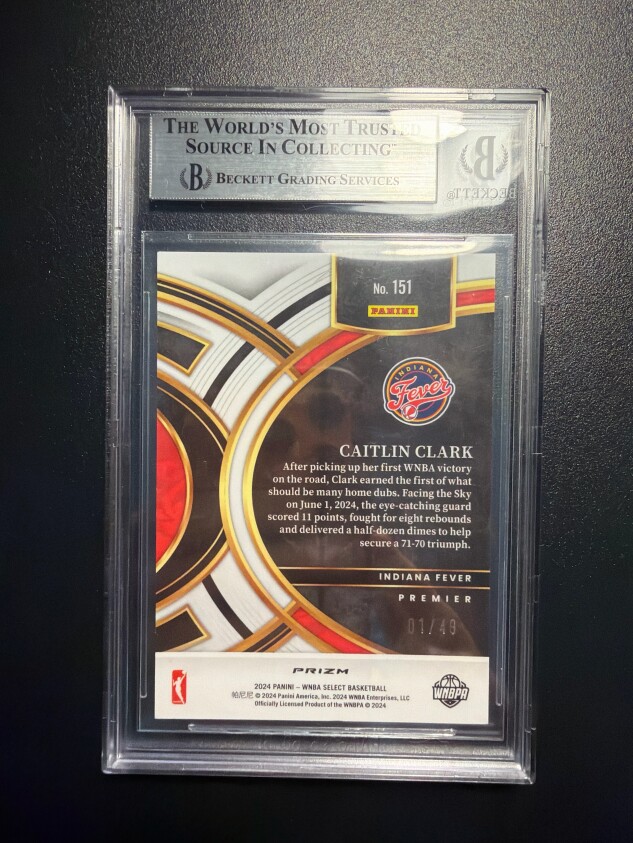 THE WORLD'S MOST TRUSTED
SOURCE IN COLLECTING™
B BECKETT GRADING SERVICES
B
BECKETT®
No. 151
PANINI
INDIANA
Fever
CAITLIN CLARK
After picking up her first WNBA victory
on the road, Clark earned the first of what
should be many home dubs. Facing the Sky
on June 1, 2024, the eye-catching guard
scored 11 points, fought for eight rebounds
and delivered a half-dozen dimes to help
secure a 71-70 triumph.
INDIANA FEVER
PREMIER
01/49
PRIZM
2024 PANINI – WNBA SELECT BASKETBALL
帕尼尼 © 2024 Panini America, Inc. 2024 WNBA Enterprises, LLC
Officially Licensed Product of the WNBPA © 2024
WNBPA